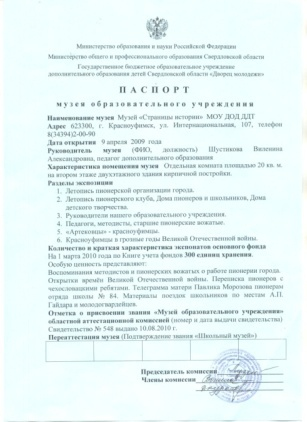 Министерство образования и науки Российской Федерации
Министерство общего и профессионального образования Свердловской области
Государственное бюджетное образовательное учреждение
дополнительного образования детей Свердловской области «Дворец молодежи»
ПАСПОРТ
музея образовательного учреждения
Наименование музея Музей «Страницы истории» МОУ ДОД ДДТ
Адрес 623300, г. Красноуфимск, ул. Интернациональная, 107, телефон
8(34394)2-00-90
Дата открытия 9 апреля 2009 года
Руководитель музея (ФИО, должность) Шустикова Виленина
Александровна, педагог дополнительного образования
Характеристика помещения музея Отдельная комната площадью 20 кв. м.
на втором этаже двухэтажного здания кирпичной постройки.
Разделы экспозиции
1. Летопись пионерской организации города.
2. Летопись пионерского клуба, Дома пионеров и школьников, Дома
детского творчества.
3. Руководители нашего образовательного учреждения.
4. Педагоги, методисты, старшие пионерские вожатые.
5. «Артековцы» - красноуфимцы.
6. Красноуфимцы в грозные годы Великой Отечественной войны.
Количество и краткая характеристика экспонатов основного фонда
На 1 марта 2010 года по Книге учета фондов 300 единиц хранения.
Особую ценность представляет:
Воспоминания методистов и пионерских вожатых о работе пионерии города.
Открытки времён Великой Отечественной войны. Переписка пионеров с
чехословацкими ребятами. Телеграмма матери Павлика Морозова пионерам
отряда школы № 84. Материалы поездок школьников по местам А.П.
Гайдара и молодогвардейцев.
Отметка о присвоении звания «Музей образовательного учреждения»
областной аттестационной комиссией (номер и дата выдачи свидетельства)
Свидетельство № 548 выдано 10.08.2010 г.
Переаттестация музея (Подтверждение звания «Школьный музей»)
Председатель комиссии
Члены комиссии